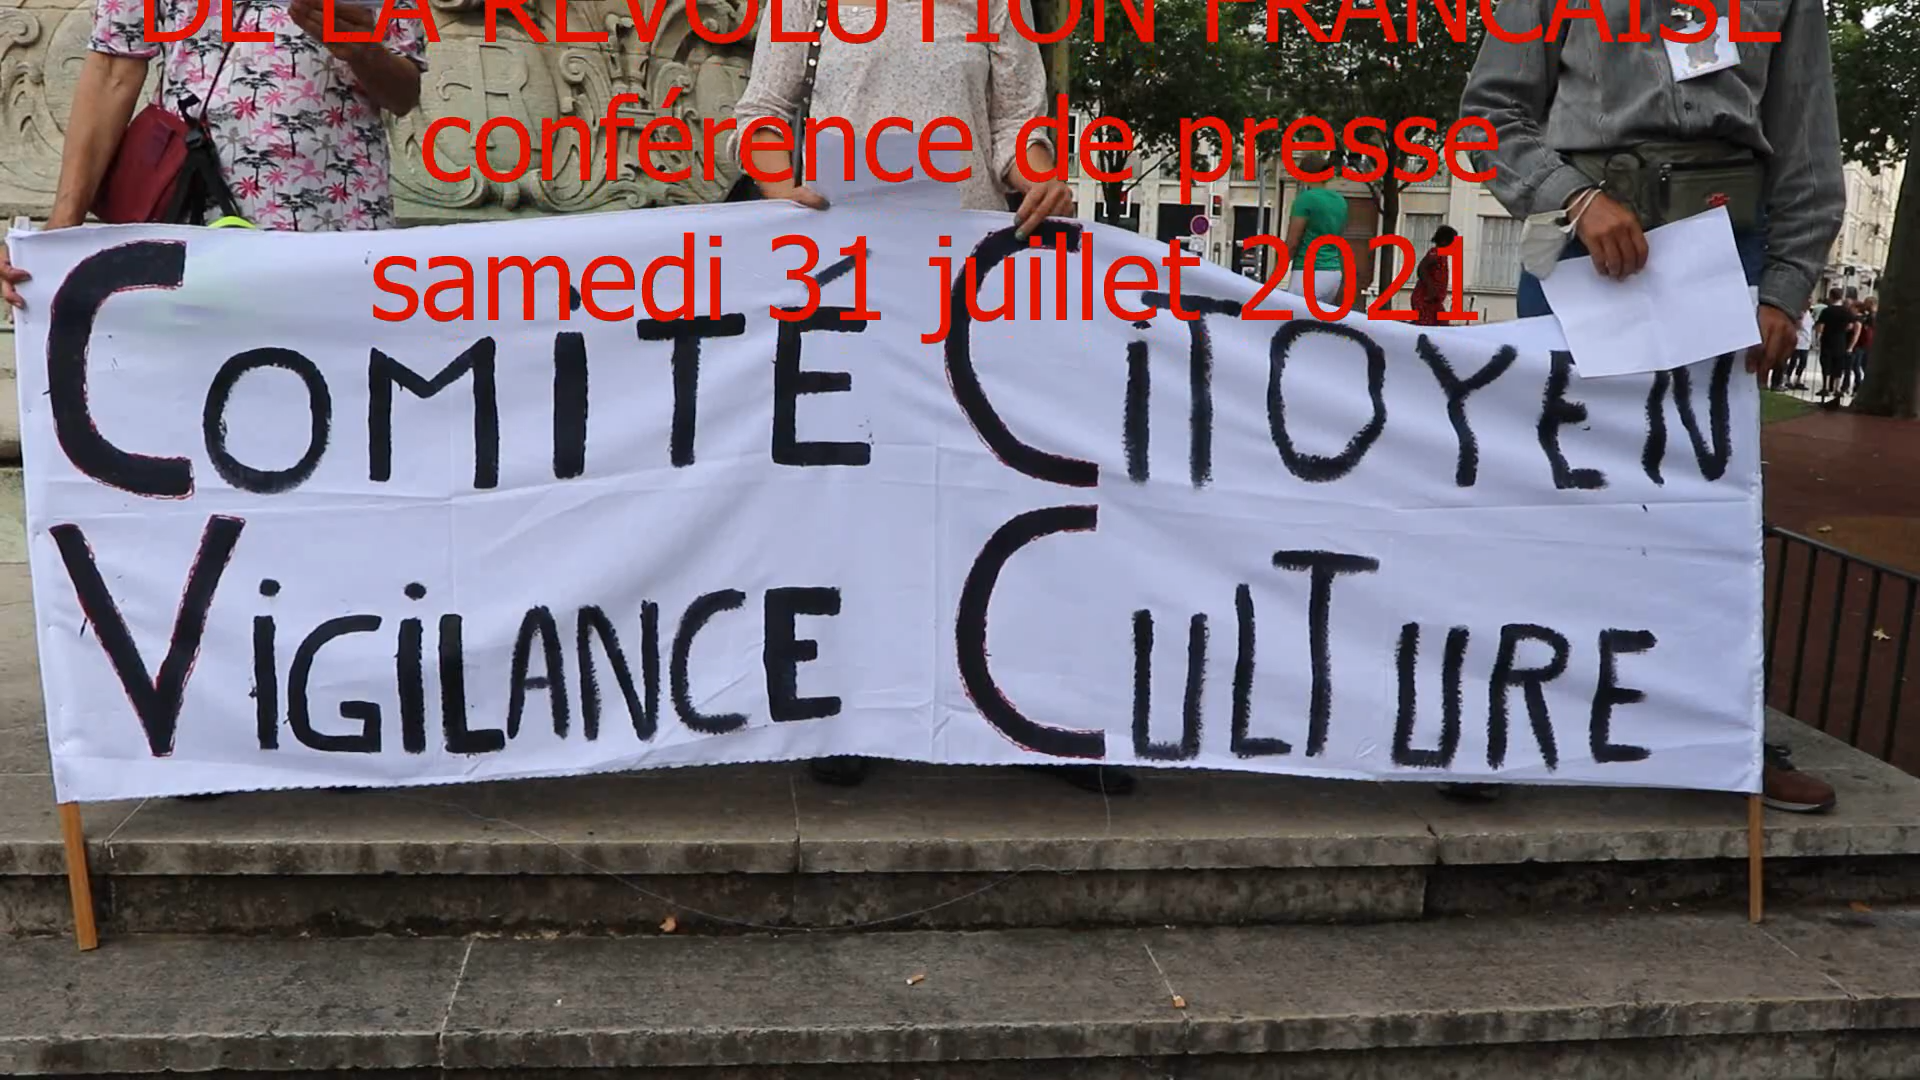 DE LA RÉVOLUTION FRANÇAISE
conférence de presse
samedi 31 juillet 2021
COMiTÉ CiTOYEN
ViGiLANCE CULTURE